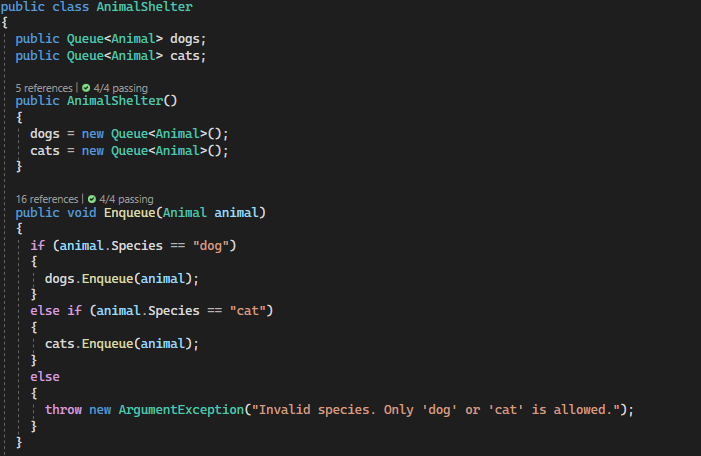 public class AnimalShelter
{
public Queue<Animal> dogs;
public Queue<Animal> cats;
5 references | 4/4 passing
public AnimalShelter()
{
dogs = new Queue<Animal>();
cats = new Queue<Animal>();
}
16 references | 4/4 passing
public void Enqueue(Animal animal)
{
if (animal.Species == "dog")
{
dogs.Enqueue(animal);
}
else if (animal.Species == "cat")
{
cats.Enqueue(animal);
}
else
{
throw new ArgumentException("Invalid species. Only 'dog' or 'cat' is allowed.");
}
}